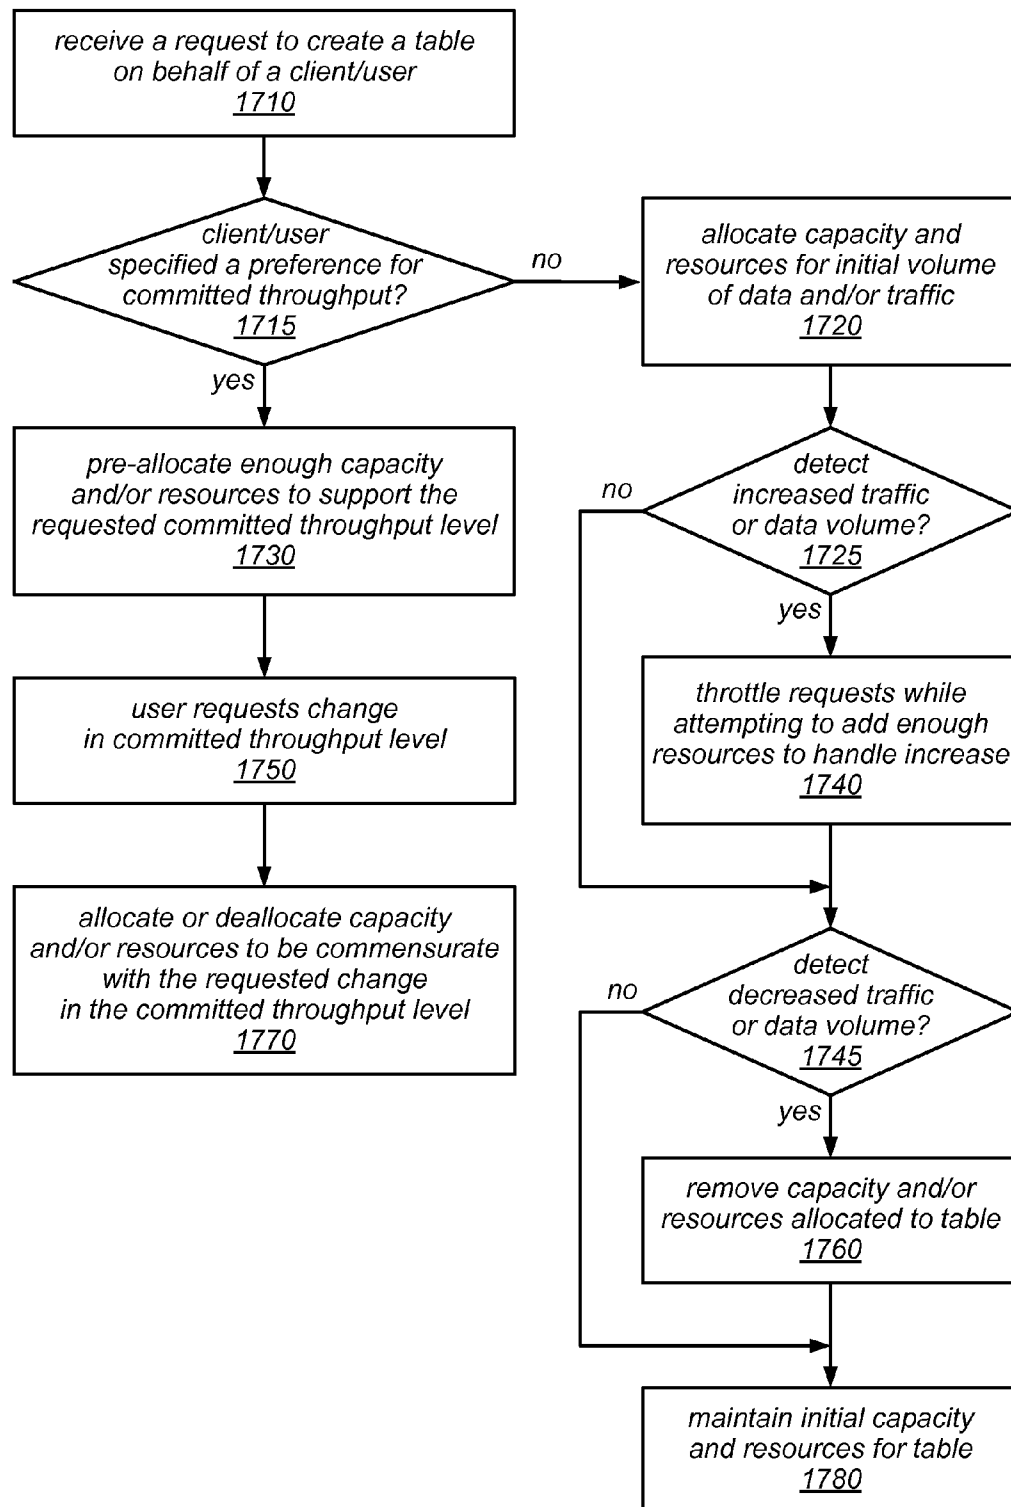 receive a request to create a table
on behalf of a client/user
1710
client/user
specified a preference for
committed throughput?
1715
no
yes
allocate capacity and
resources for initial volume
of data and/or traffic
1720
pre-allocate enough capacity
and/or resources to support the
requested committed throughput level
1730
detect
increased traffic
or data volume?
1725
no
yes
user requests change
in committed throughput level
1750
throttle requests while
attempting to add enough
resources to handle increase
1740
allocate or deallocate capacity
and/or resources to be commensurate
with the requested change
in the committed throughput level
1770
detect
decreased traffic
or data volume?
1745
no
yes
remove capacity and/or
resources allocated to table
1760
maintain initial capacity
and resources for table
1780